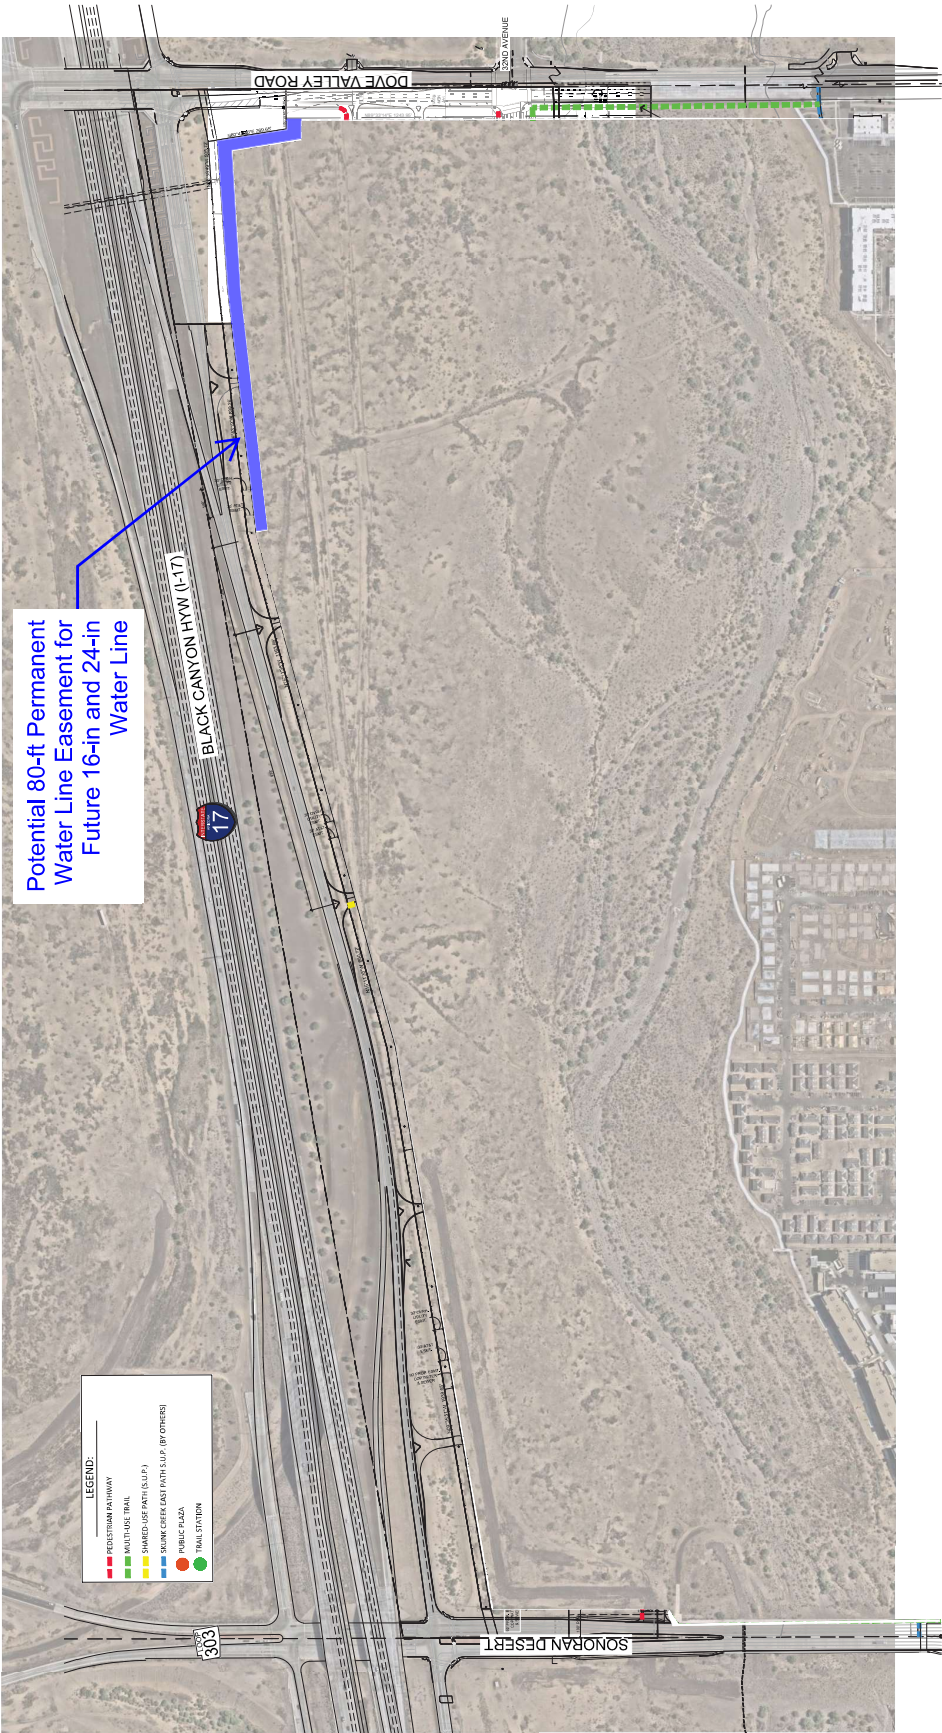 DOVE VALLEY ROAD
32ND AVENUE
Potential 80-ft Permanent
Water Line Easement for
Future 16-in and 24-in
Water Line
BLACK CANYON HYW (I-17)
INTERSTATE
17
LEGEND:
PEDESTRIAN PATHWAY
MULTI-USE TRAIL
SHARED-USE PATH (S.U.P.)
SKUNK CREEK EAST PATH S.U.P. (BY OTHERS)
PUBLIC PLAZA
TRAIL STATION
LOOP
303
SONORAN DESERT